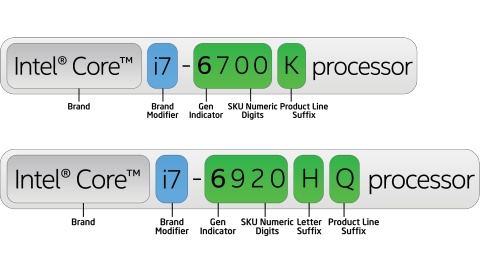 Intel® Core™ i7 - 6700 K processor
Brand Brand Modifier Gen Indicator SKU Numeric Digits Product Line Suffix
Intel® Core™ i7 - 6920 H Q processor
Brand Brand Modifier Gen Indicator SKU Numeric Digits Letter Suffix Product Line Suffix